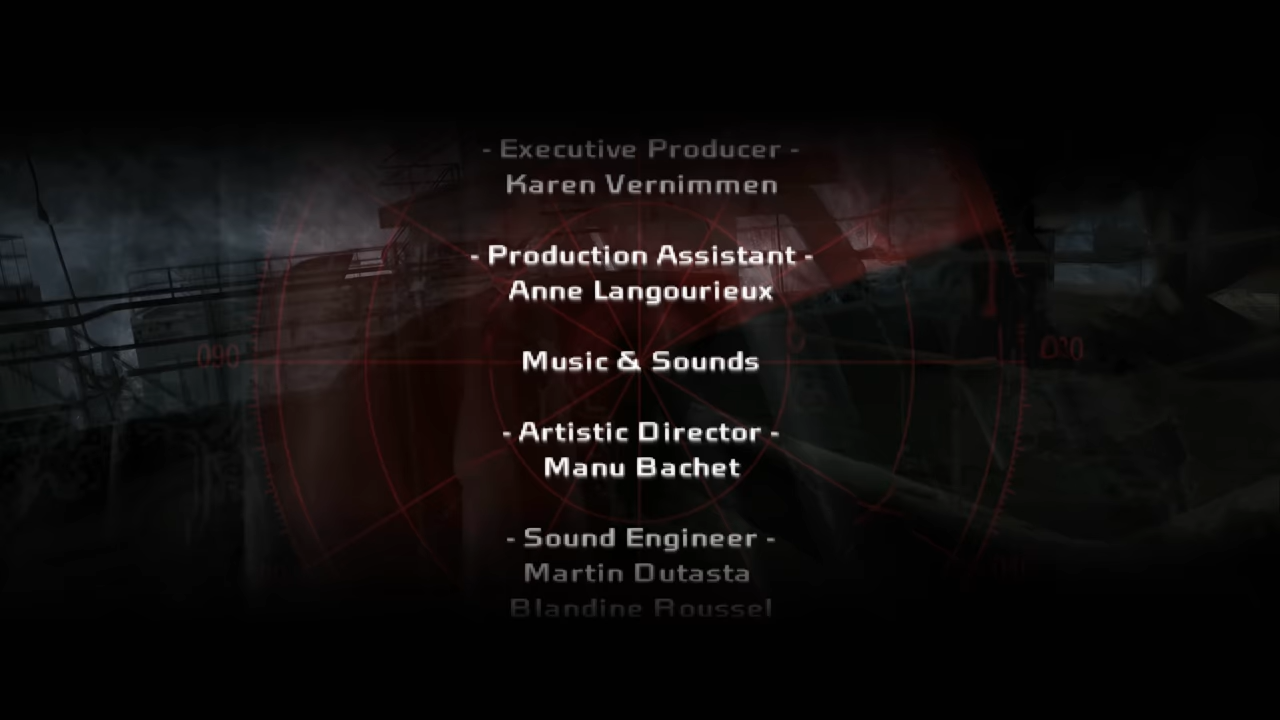 - Executive Producer -
Karen Vernimmen
- Production Assistant -
Anne Langourieux
Music & Sounds
- Artistic Director -
Manu Bachet
- Sound Engineer -
Martin Dutasta
Blandine Roussel
090